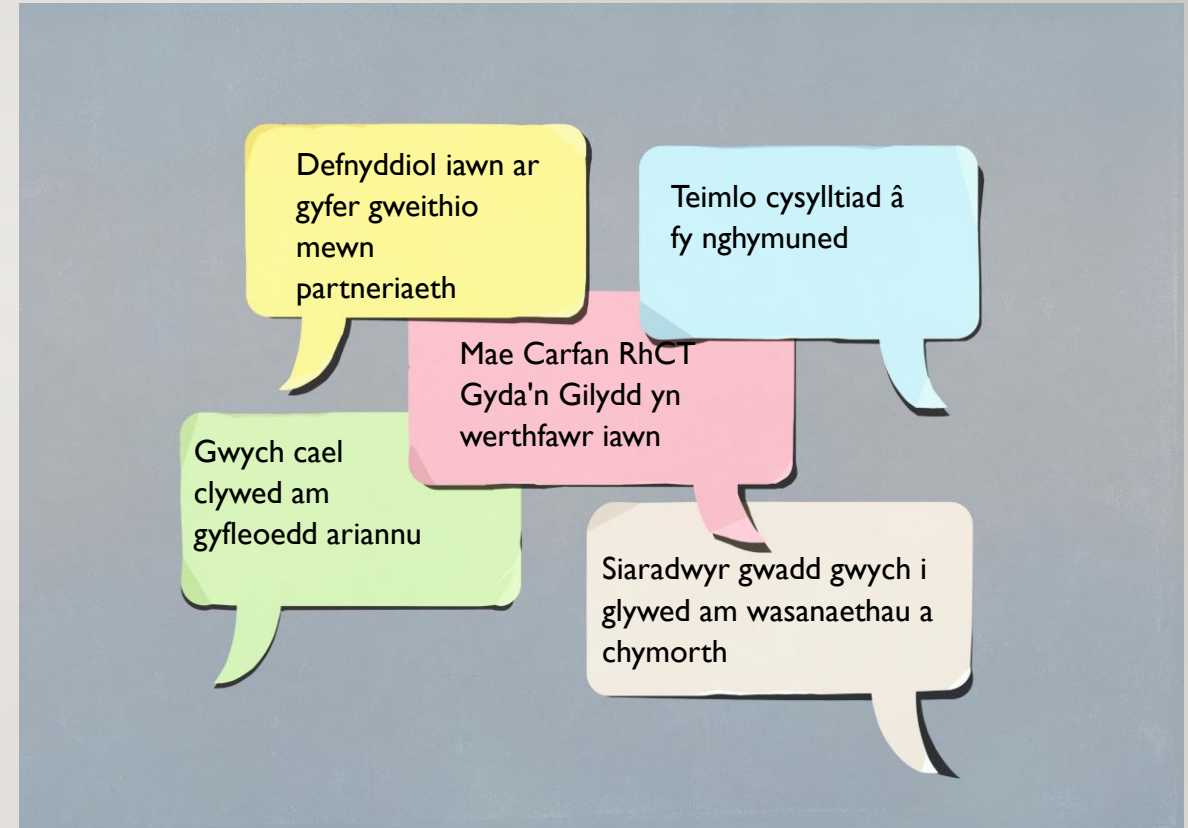 Defnyddiol iawn ar
gyfer gweithio
mewn
partneriaeth
Teimlo cysylltiad â
fy nghymuned
Mae Carfan RhCT
Gyda'n Gilydd yn
werthfawr iawn
Gwych cael
clywed am
gyfleoedd ariannu
Siaradwyr gwadd gwych i
glywed am wasanaethau a
chymorth